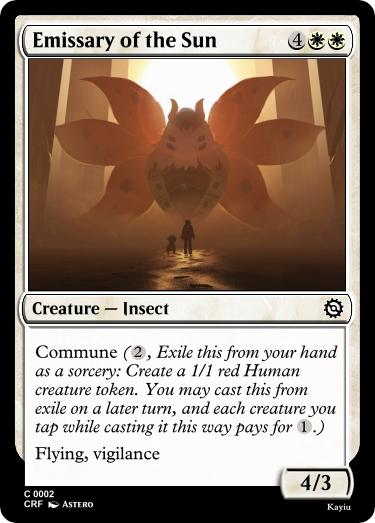 Emissary of the Sun 4
Creature — Insect
Commune (2, Exile this from your hand
as a sorcery: Create a 1/1 red Human
creature token. You may cast this from
exile on a later turn, and each creature you
tap while casting it this way pays for 1.)
Flying, vigilance
4/3
C 0002
CRF Astero
Kayiu